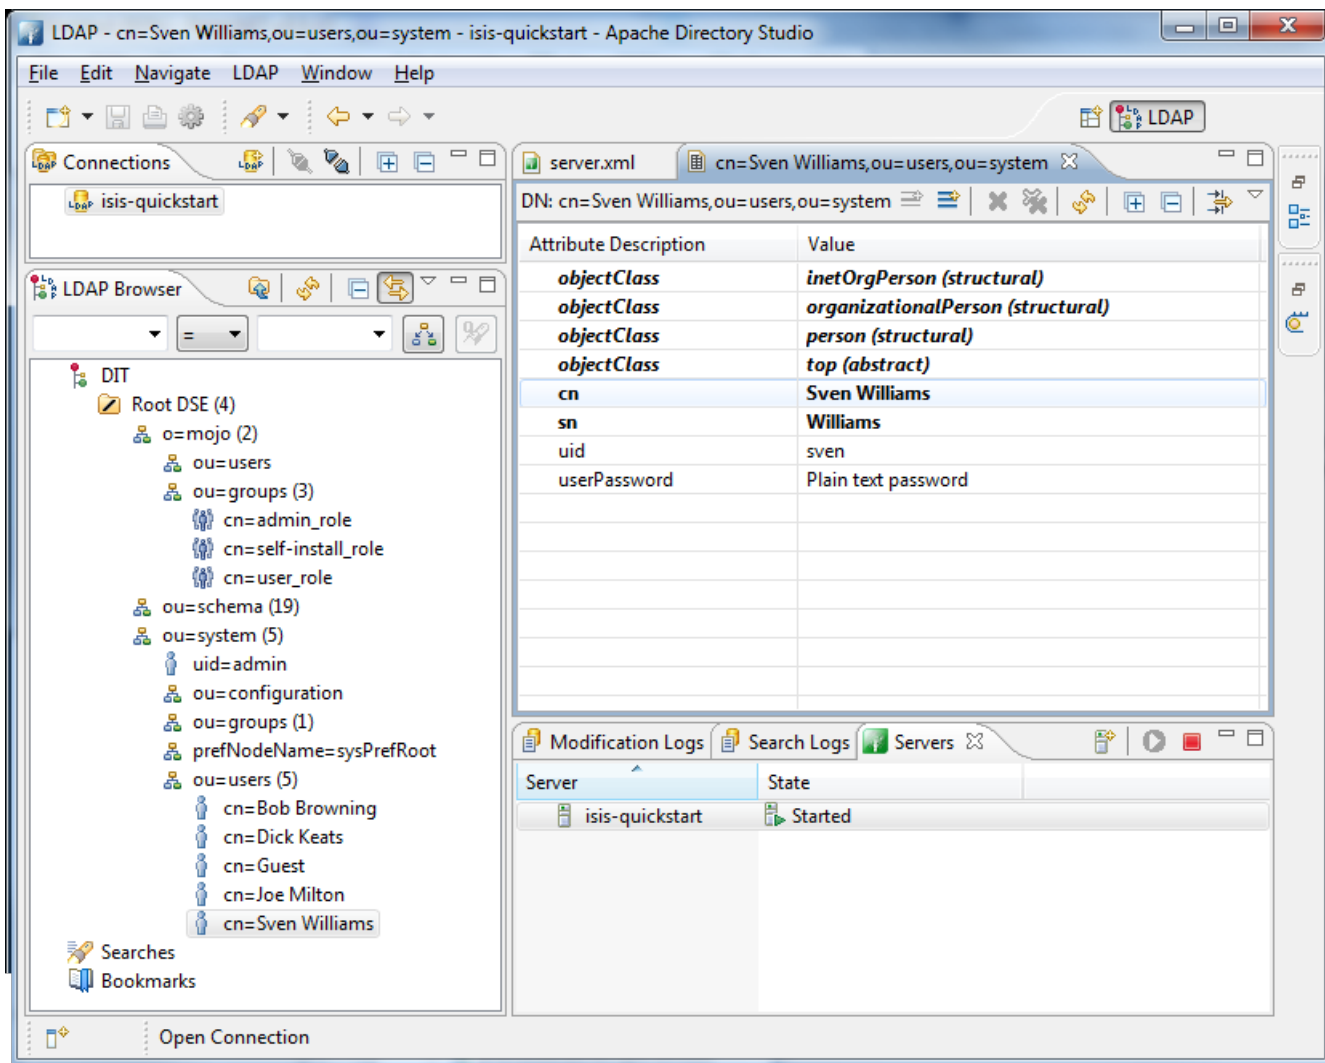 LDAP - cn=Sven Williams,ou=users,ou=system - isis-quickstart - Apache Directory Studio
File Edit Navigate LDAP Window Help
LDAP
Connections
isis-quickstart
LDAP Browser
=
DIT
Root DSE (4)
o=mojo (2)
ou=users
ou=groups (3)
cn=admin_role
cn=self-install_role
cn=user_role
ou=schema (19)
ou=system (5)
uid=admin
ou=configuration
ou=groups (1)
prefNodeName=sysPrefRoot
ou=users (5)
cn=Bob Browning
cn=Dick Keats
cn=Guest
cn=Joe Milton
cn=Sven Williams
Searches
Bookmarks
server.xml cn=Sven Williams,ou=users,ou=system
DN: cn=Sven Williams,ou=users,ou=system
Attribute Description Value
objectClass inetOrgPerson (structural)
objectClass organizationalPerson (structural)
objectClass person (structural)
objectClass top (abstract)
cn Sven Williams
sn Williams
uid sven
userPassword Plain text password
Modification Logs Search Logs Servers
Server State
isis-quickstart Started
Open Connection